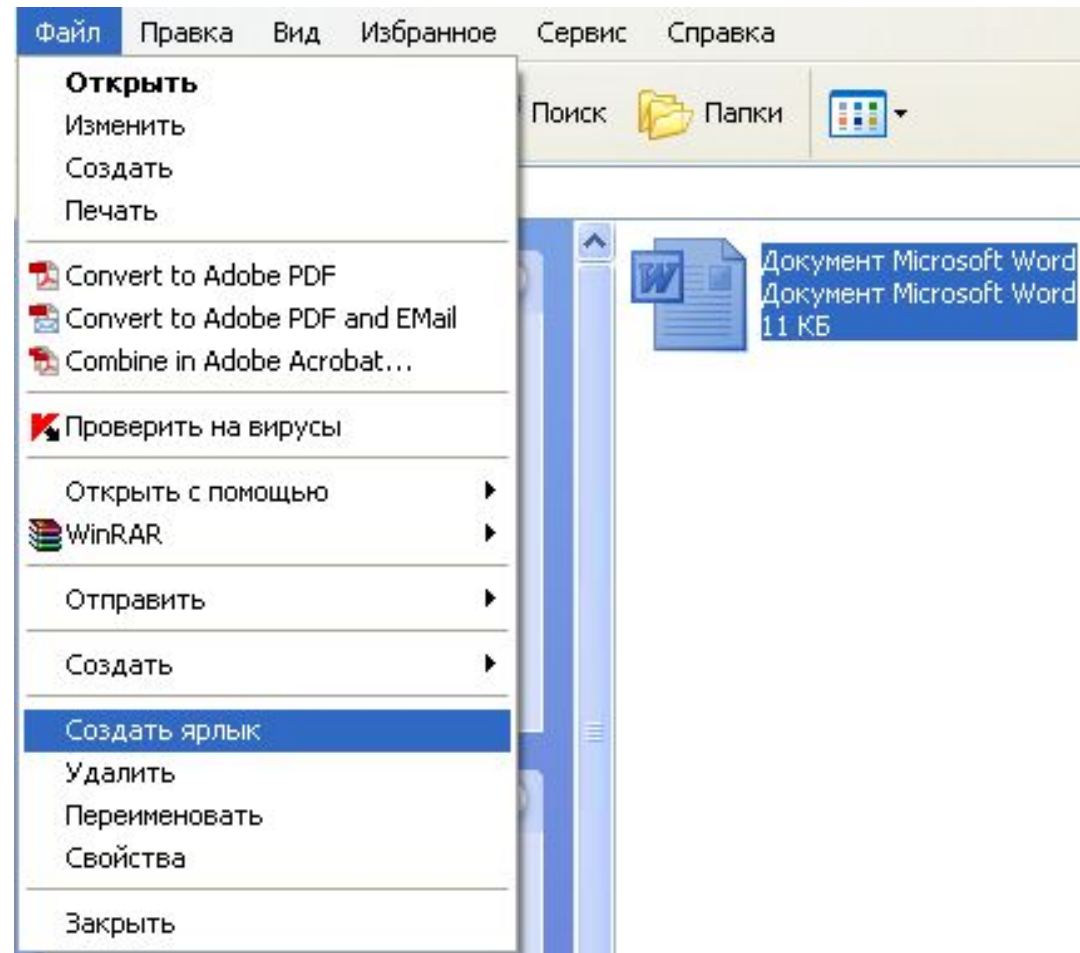 Файл Правка Вид Избранное Сервис Справка
Поиск Папки
Открыть
Изменить
Создать
Печать
Convert to Adobe PDF
Convert to Adobe PDF and EMail
Combine in Adobe Acrobat...
Проверить на вирусы
Открыть с помощью
WinRAR
Отправить
Создать
Создать ярлык
Удалить
Переименовать
Свойства
Закрыть
Документ Microsoft Word
Документ Microsoft Word
11 КБ